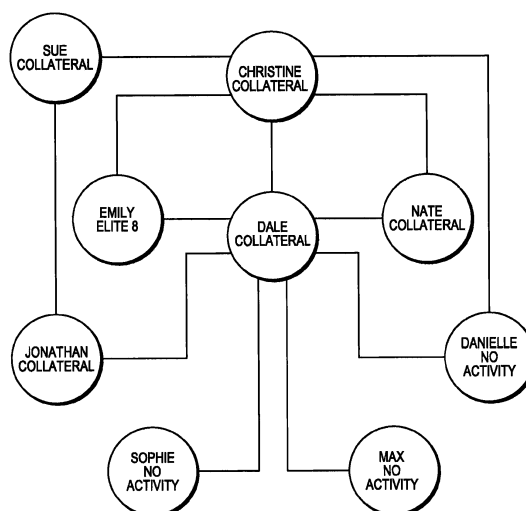 SUE
COLLATERAL
CHRISTINE
COLLATERAL
EMILY
ELITE 8
DALE
COLLATERAL
NATE
COLLATERAL
JONATHAN
COLLATERAL
DANIELLE
NO
ACTIVITY
SOPHIE
NO
ACTIVITY
MAX
NO
ACTIVITY